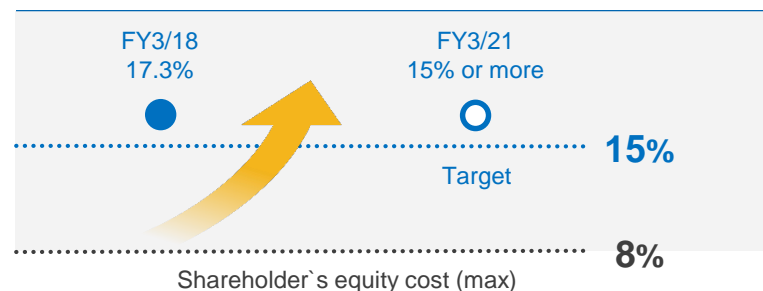 FY3/18
17.3%
FY3/21
15% or more
15%
Target
8%
Shareholder`s equity cost (max)